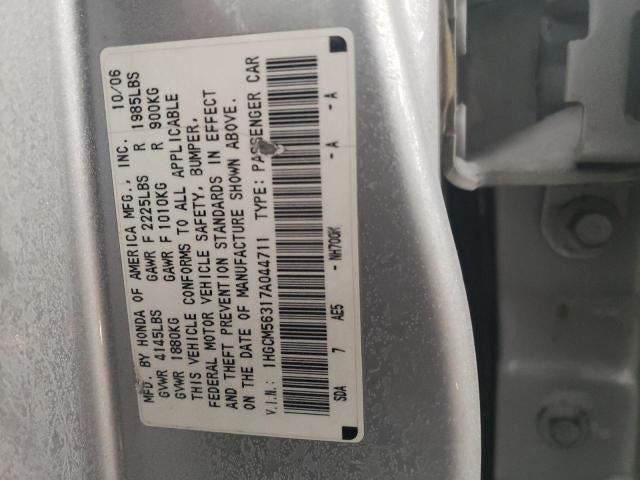 MFD. BY HONDA OF AMERICA MFG., INC. 10/06
GVWR 4145LBS GAWR F 2225LBS R 1985LBS
GVWR 1880KG GAWR F 1010KG R 900KG
THIS VEHICLE CONFORMS TO ALL APPLICABLE
FEDERAL MOTOR VEHICLE SAFETY, BUMPER,
AND THEFT PREVENTION STANDARDS IN EFFECT
ON THE DATE OF MANUFACTURE SHOWN ABOVE.
V.I.N.: 1HGCM56317A044711 TYPE: PASSENGER CAR
SDA 7 AE5 - NH700K - A - A